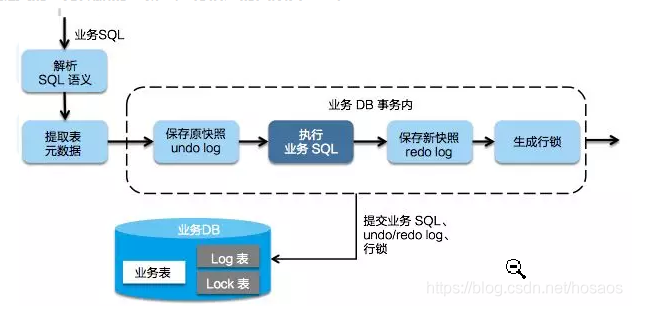 业务SQL
解析
SQL 语义
业务 DB 事务内
提取表
元数据
保存原快照
undo log
执行
业务 SQL
保存新快照
redo log
生成行锁
提交业务 SQL、
undo/redo log、
行锁
业务DB
业务表
Log 表
Lock 表
https://blog.csdn.net/hosaos